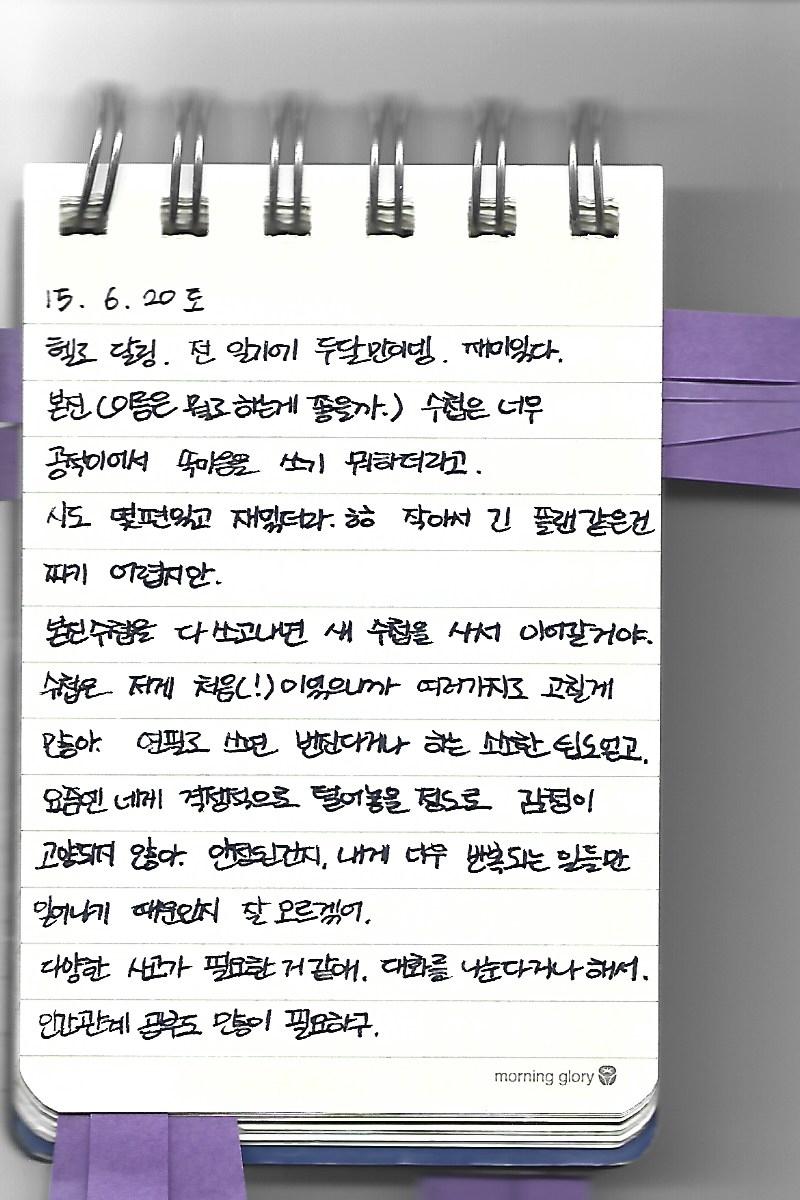 15. 6. 20 토
헬로 달링. 전 일기에 두달만이넹. 재미있다.
본진 (이름은 뭐로 하는게 좋을까.) 수첩은 너무
공적이어서 속마음을 쓰기 뭐하더라고.
시도 몇편있고 재밌더라. 하하 작아서 긴 플랜같은건
짜기 어렵지만.
본진수첩을 다 쓰고나면 새 수첩을 사서 이어갈거야.
수첩은 저게 처음(!)이었으니까 여러가지로 고칠게
많아. 연필로 쓰면 번진다거나 하는 소소한 팁도얻고.
요즘엔 네게 격정적으로 털어놓을 정도로 감정이
고양되지 않아. 안정된건지, 내게 너무 반복되는 일들만
일어나기 때문인지 잘 모르겠어.
다양한 사고가 필요한 거 같애. 대화를 나눈다거나 해서.
인간관계 공부도 많이 필요하구.
morning glory